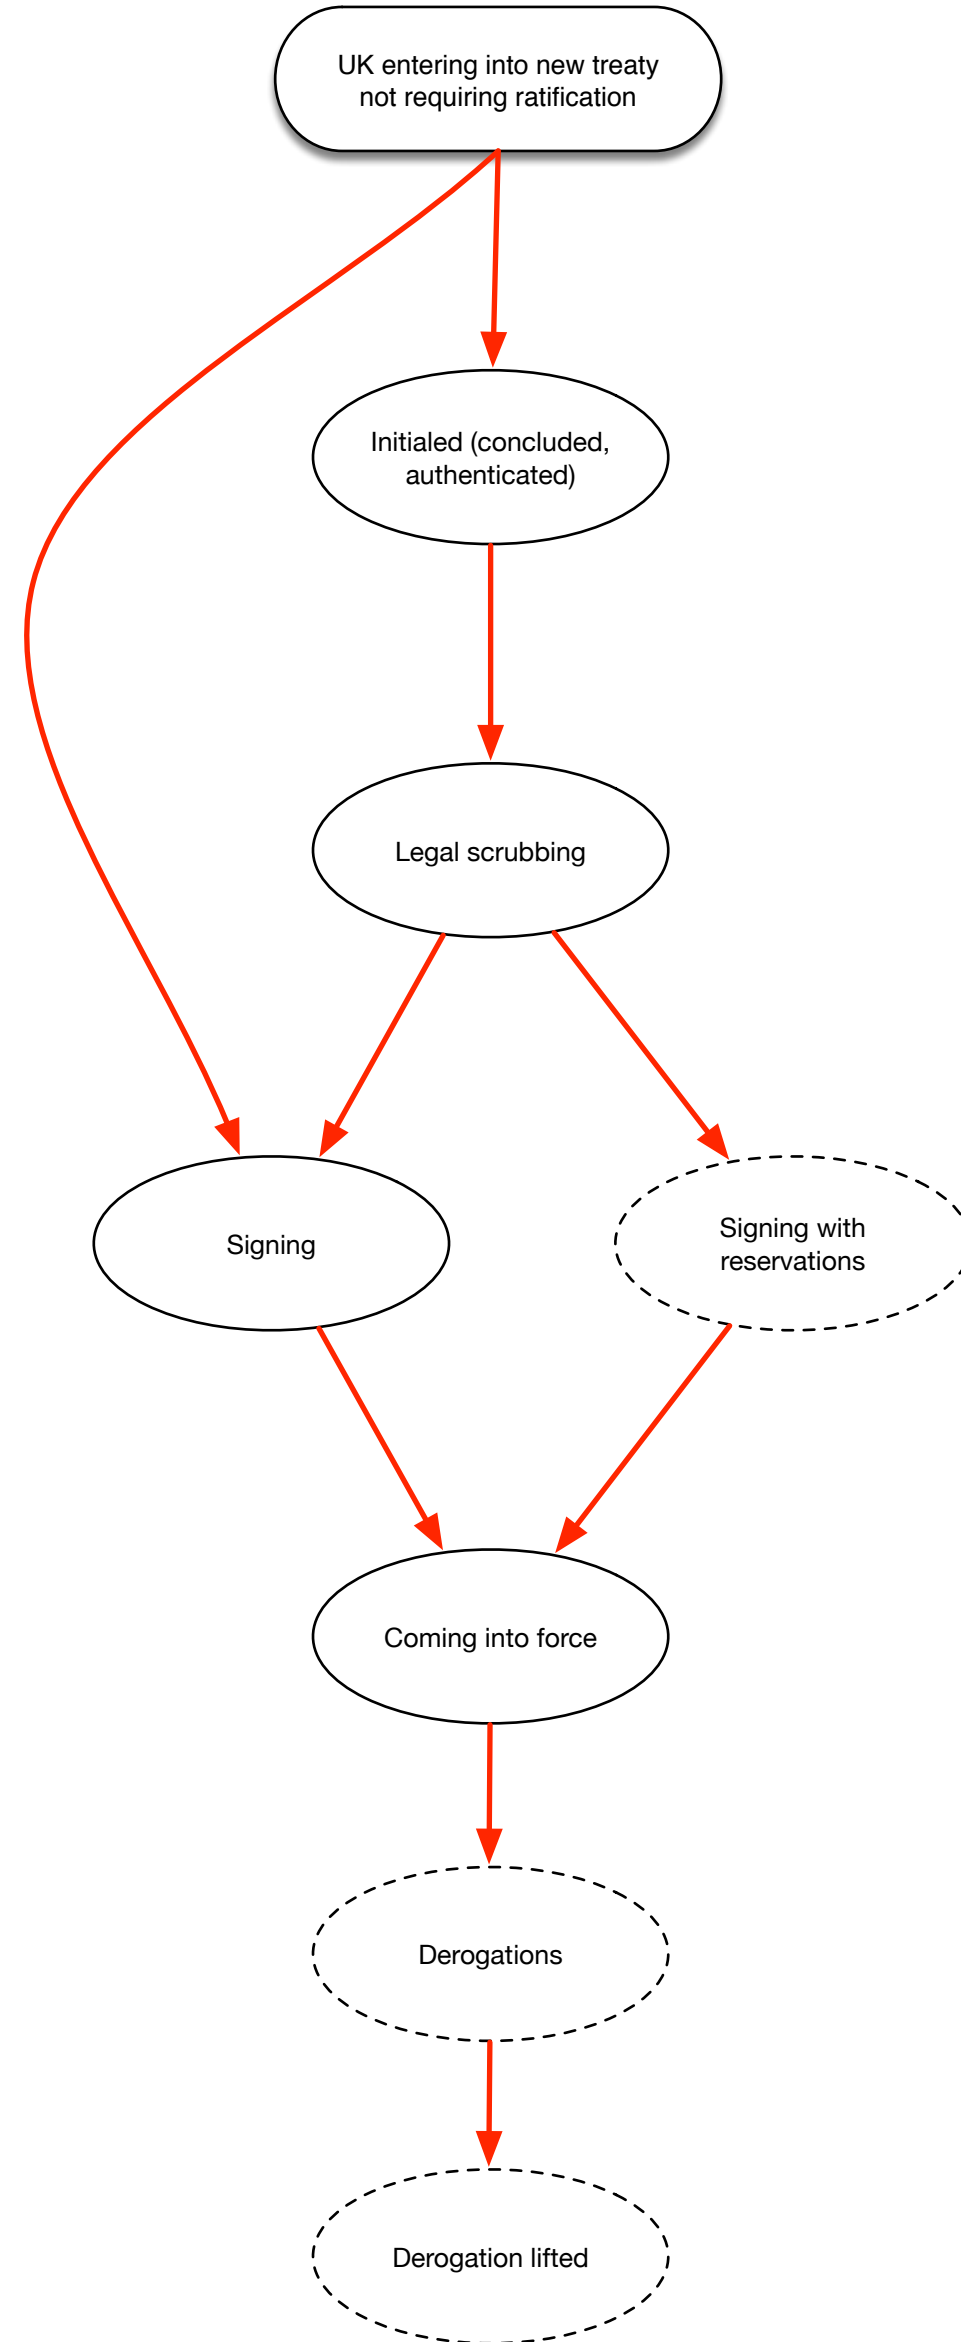 UK entering into new treaty
not requiring ratification
Initialed (concluded,
authenticated)
Legal scrubbing
Signing
Signing with
reservations
Coming into force
Derogations
Derogation lifted